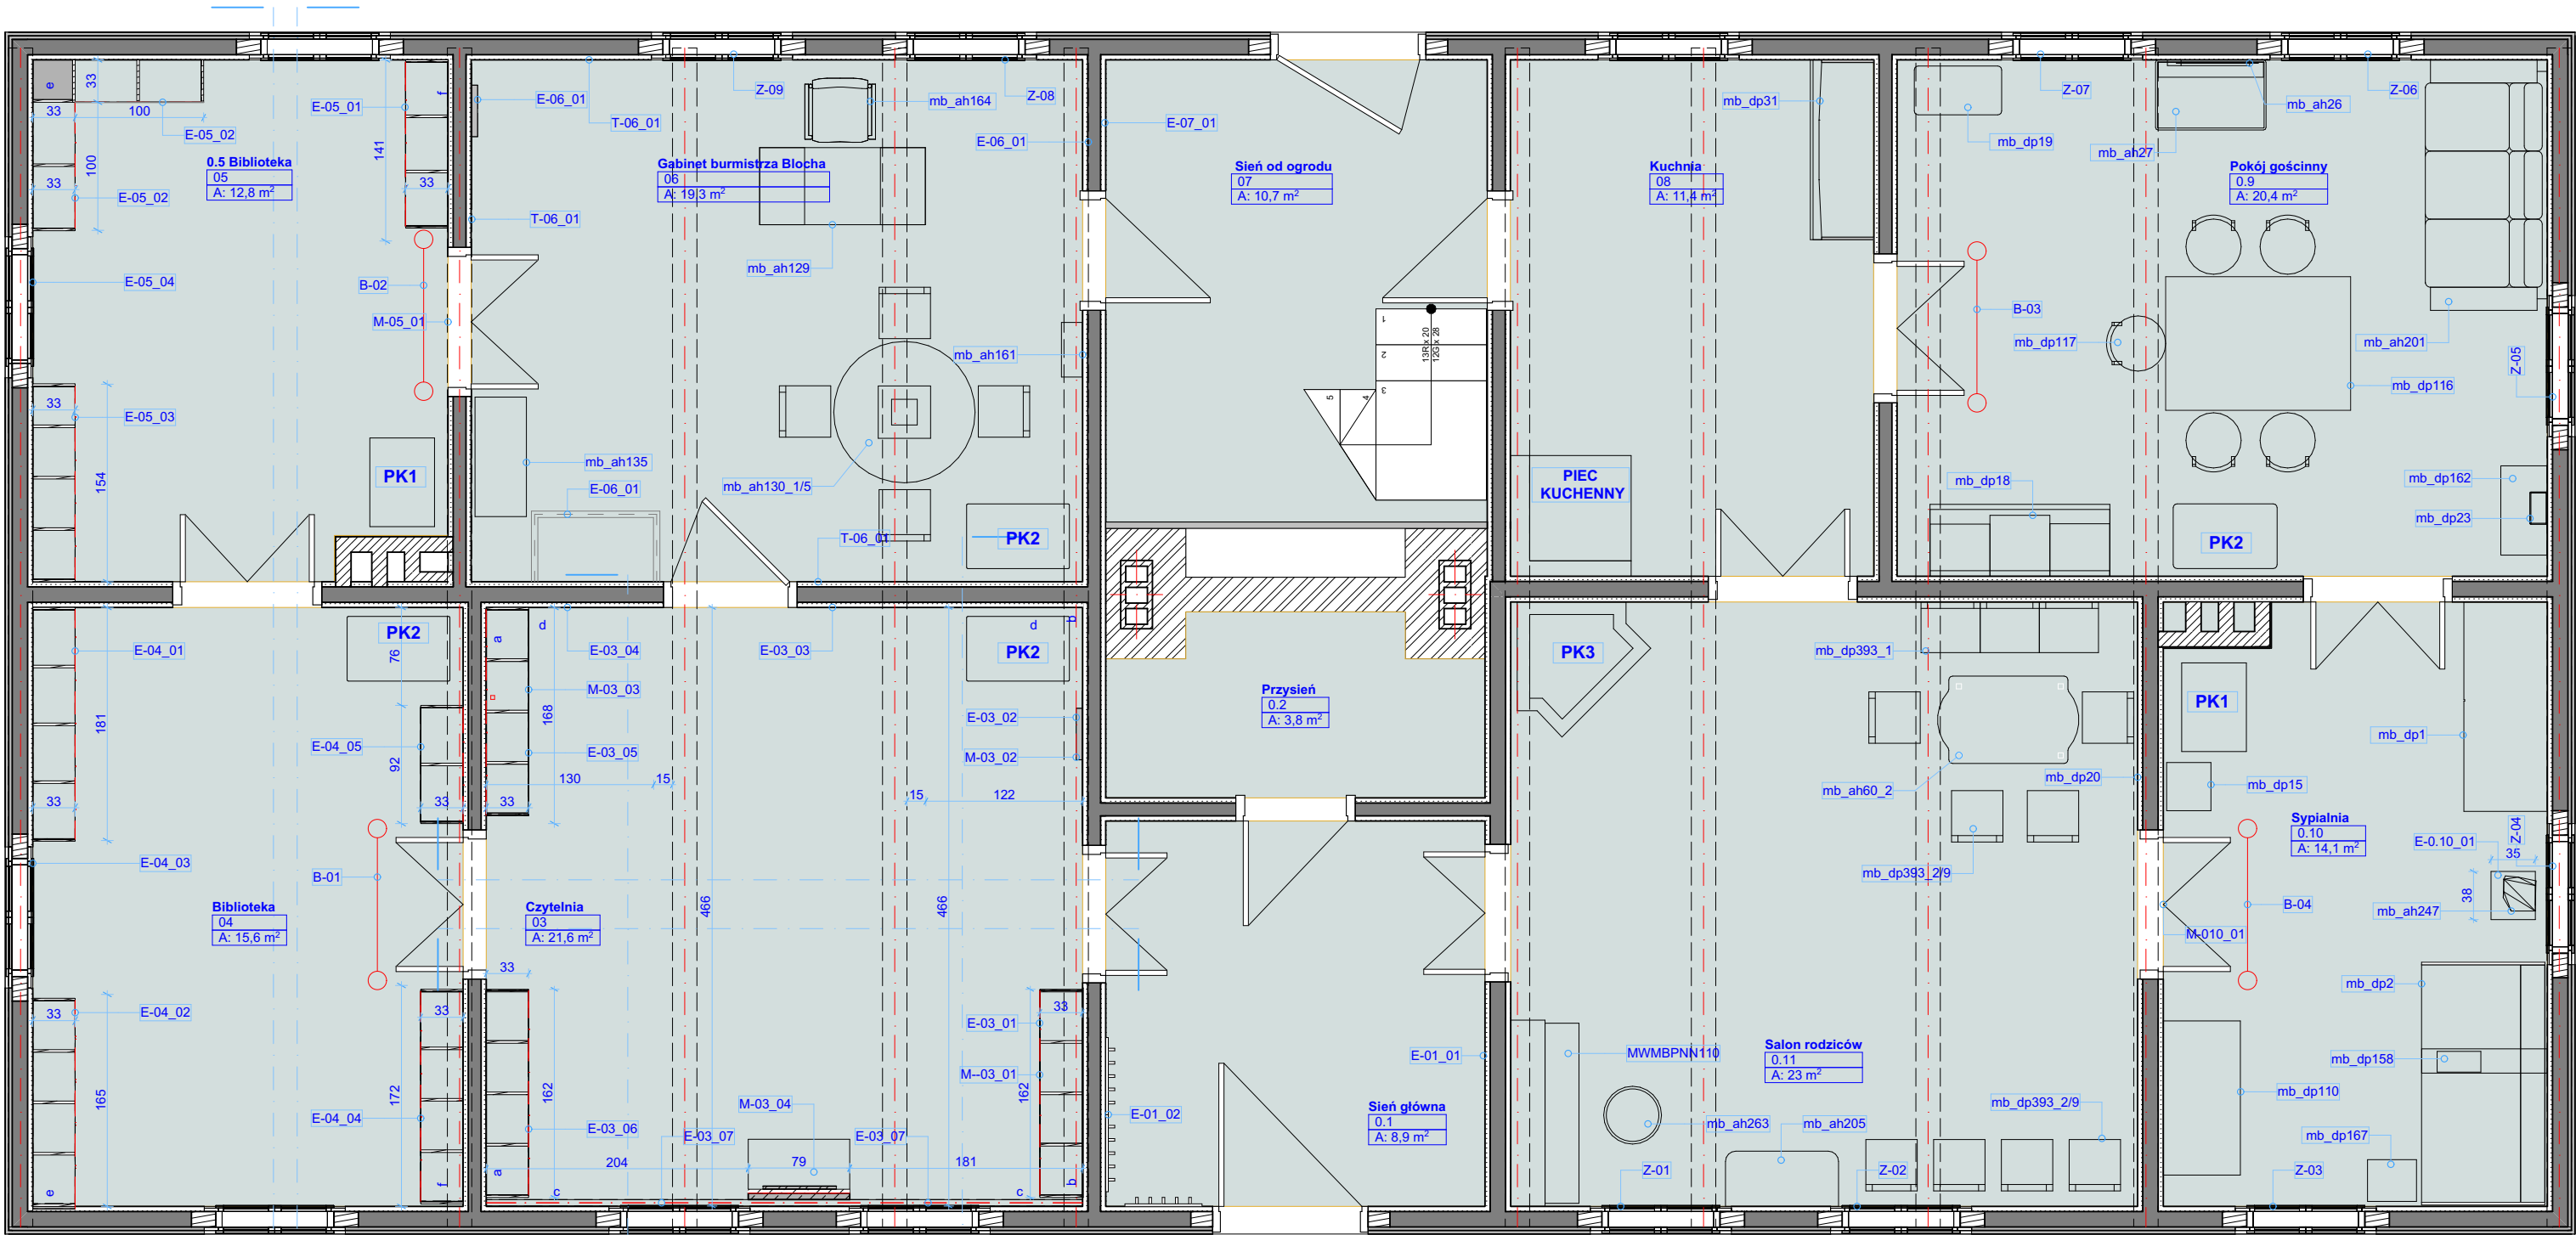 e
33
33
100
E-05_02
E-05_01
f
141
100
33
E-05_02
0.5 Biblioteka
05
A: 12,8 m²
33
E-05_04
B-02
M-05_01
33
E-05_03
154
PK1
E-06_01
T-06_01
Z-09
mb_ah164
Z-08
E-06_01
Gabinet burmistrza Blocha
06
A: 19,3 m²
T-06_01
mb_ah129
mb_ah161
mb_ah135
E-06_01
mb_ah130_1/5
T-06_01
PK2
E-07_01
Sień od ogrodu
07
A: 10,7 m²
1
2
3
4
5
13R x 20
12G x 28
mb_dp31
Kuchnia
08
A: 11,4 m²
PIEC
KUCHENNY
Z-07
mb_ah26
Z-06
mb_dp19
mb_ah27
Pokój gościnny
0.9
A: 20,4 m²
B-03
mb_dp117
mb_ah201
Z-05
mb_dp116
mb_dp18
PK2
mb_dp162
mb_dp23
E-04_01
PK2
76
181
E-04_05
92
33
33
E-04_03
B-01
Biblioteka
04
A: 15,6 m²
33
E-04_02
33
165
172
E-04_04
e
f
a
d
E-03_04
E-03_03
d
b
PK2
M-03_03
168
E-03_02
E-03_05
M-03_02
130
15
33
15
122
466
466
Czytelnia
03
A: 21,6 m²
33
33
E-03_01
M--03_01
162
162
M-03_04
E-03_06
E-03_07
E-03_07
204
79
181
a
c
c
b
Przysień
0.2
A: 3,8 m²
E-01_01
E-01_02
Sień główna
0.1
A: 8,9 m²
PK3
mb_dp393_1
mb_dp20
mb_ah60_2
mb_dp393_2/9
MWMBPNN110
Salon rodziców
0.11
A: 23 m²
mb_ah263
mb_ah205
mb_dp393_2/9
Z-01
Z-02
PK1
mb_dp1
mb_dp15
Sypialnia
0.10
A: 14,1 m²
Z-04
E-0.10_01
35
38
B-04
mb_ah247
M-010_01
mb_dp2
mb_dp158
mb_dp110
mb_dp167
Z-03